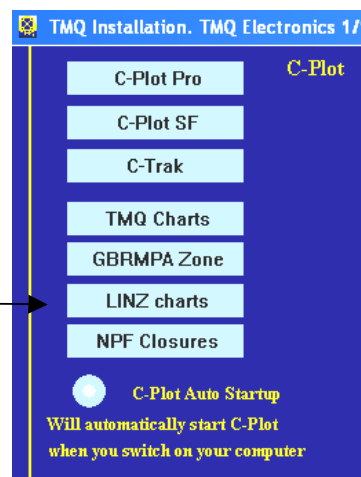 TMQ Installation. TMQ Electronics 1/
C-Plot
C-Plot Pro
C-Plot SF
C-Trak
TMQ Charts
GBRMPA Zone
LINZ charts
NPF Closures
C-Plot Auto Startup
Will automatically start C-Plot
when you switch on your computer